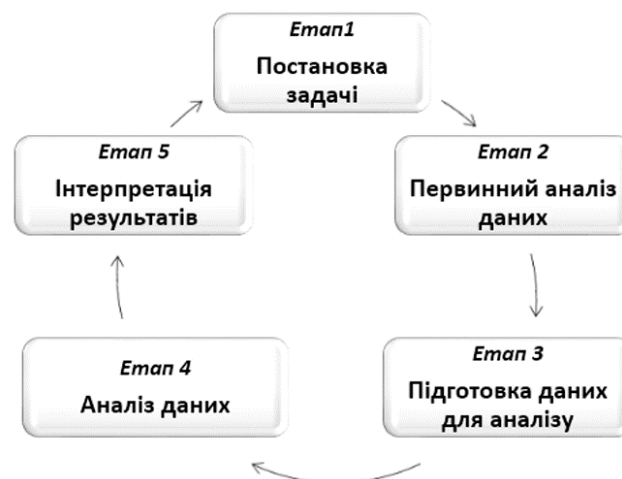 Етап1
Постановка
задачі
Етап 2
Первинний аналіз
даних
Етап 3
Підготовка даних
для аналізу
Етап 4
Аналіз даних
Етап 5
Інтерпретація
результатів